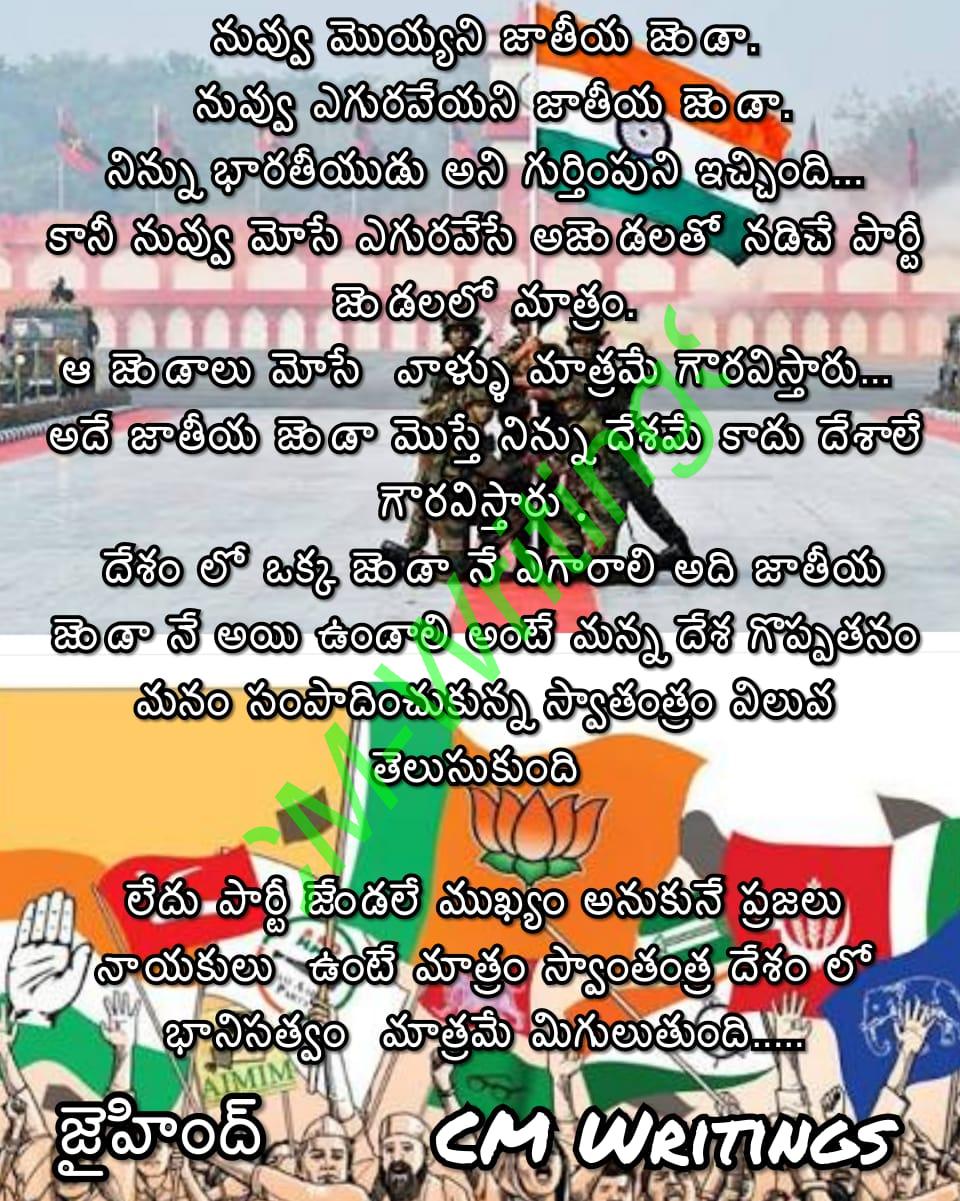 నువ్వు మొయ్యని జాతీయ జెండా.
నువ్వు ఎగురవేయని జాతీయ జెండా.
నిన్ను భారతీయుడు అని గుర్తింపుని ఇచ్చింది...
కానీ నువ్వు మోసే ఎగురవేసే అజెండలతో నడిచే పార్టీ
జెండలలో మాత్రం.
ఆ జెండాలు మోసే వాళ్ళు మాత్రమే గౌరవిస్తారు...
అదే జాతీయ జెండా మొస్తే నిన్ను దేశమే కాదు దేశాలే
గౌరవిస్తారు .
దేశం లో ఒక్క జెండా నే ఎగారాలి అది జాతీయ
జెండా నే అయి ఉండాలి అంటే మన్న దేశ గొప్పతనం
మనం సంపాదించుకున్న స్వాతంత్రం విలువ
తెలుసుకుంది
లేదు పార్టీ జేండలే ముఖ్యం అనుకునే ప్రజలు
నాయకులు ఉంటే మాత్రం స్వాంతంత్ర దేశం లో
భానిసత్వం మాత్రమే మిగులుతుంది.....
జైహింద్
CM Writings
CM-Writings
AIMIM